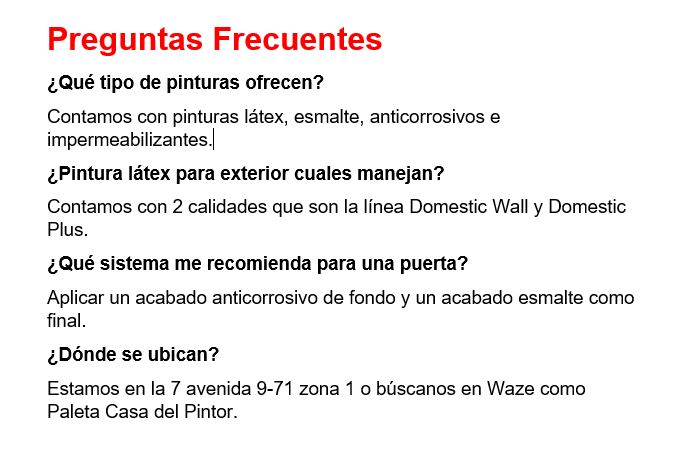 Preguntas Frecuentes
¿Qué tipo de pinturas ofrecen?
Contamos con pinturas látex, esmalte, anticorrosivos e
impermeabilizantes.
¿Pintura látex para exterior cuales manejan?
Contamos con 2 calidades que son la línea Domestic Wall y Domestic
Plus.
¿Qué sistema me recomienda para una puerta?
Aplicar un acabado anticorrosivo de fondo y un acabado esmalte como
final.
¿Dónde se ubican?
Estamos en la 7 avenida 9-71 zona 1 o búscanos en Waze como
Paleta Casa del Pintor.